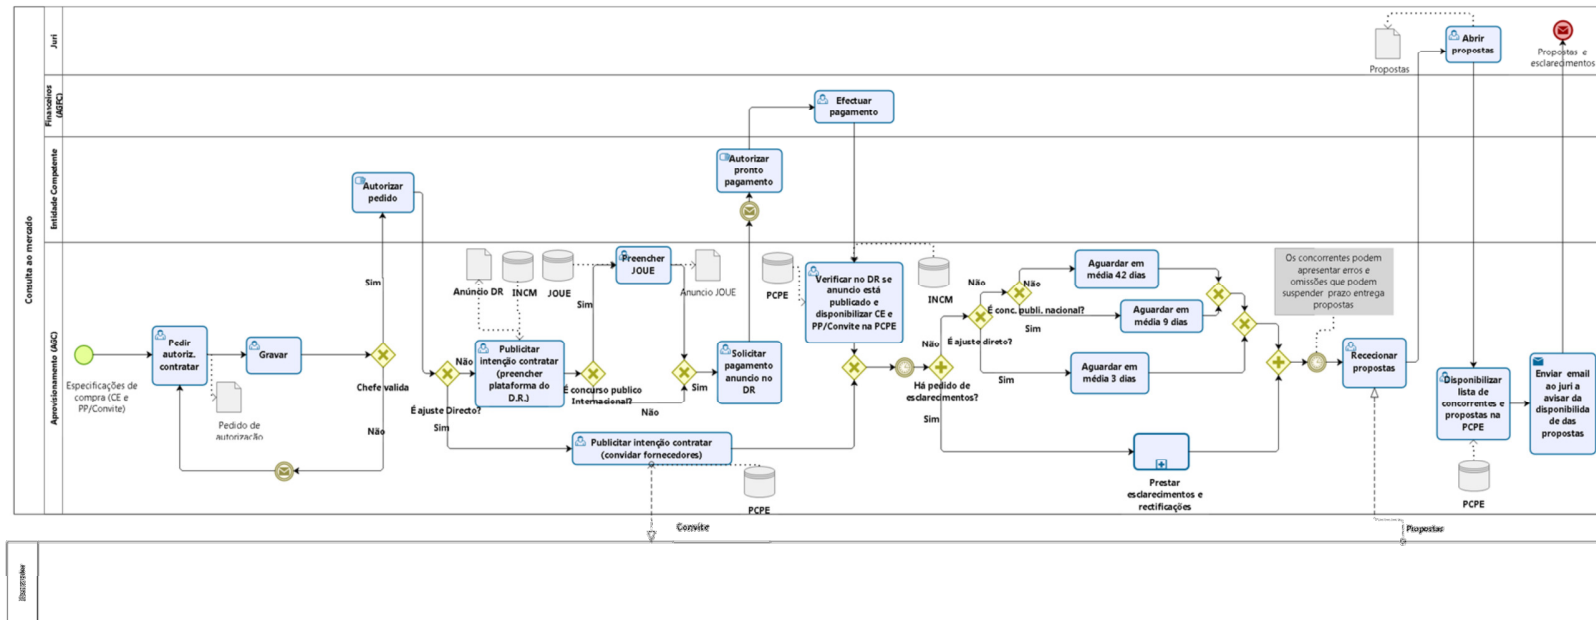 Consulta ao mercado
Juri
Financeiros
(AGFC)
Entidade Competente
Aprovisionamento (AGC)
Especificações de
compra (CE e
PP/Convite)
Pedir
autoriz.
contratar
Pedido de
autorização
Gravar
Chefe valida
Sim
Não
Autorizar
pedido
É ajuste Directo?
Não
Sim
Anúncio DR
INCM
JOUE
Publicitar
intenção contratar
(preencher
plataforma do
D.R.)
É concurso publico
Internacional?
Sim
Não
Preencher
JOUE
Anuncio JOUE
Sim
Solicitar
pagamento
anuncio no
DR
Autorizar
pronto
pagamento
Efectuar
pagamento
Publicitar intenção contratar
(convidar fornecedores)
PCPE
Convite
PCPE
Verificar no DR se
anuncio está
publicado e
disponibilizar CE e
PP/Convite na PCPE
INCM
Há pedido de
esclarecimentos?
Não
Sim
É ajuste direto?
Não
Sim
É conc. publi. nacional?
Não
Sim
Aguardar em
média 42 dias
Aguardar em
média 9 dias
Aguardar em
média 3 dias
Prestar
esclarecimentos e
rectificações
Os concorrentes podem
apresentar erros e
omissões que podem
suspender prazo entrega
propostas
Rececionar
propostas
Propostas
Propostas
Abrir
propostas
Disponibilizar
lista de
concorrentes e
propostas na
PCPE
PCPE
Enviar email
ao juri a
avisar da
disponibilida
de das
propostas
Propostas e
esclarecimentos